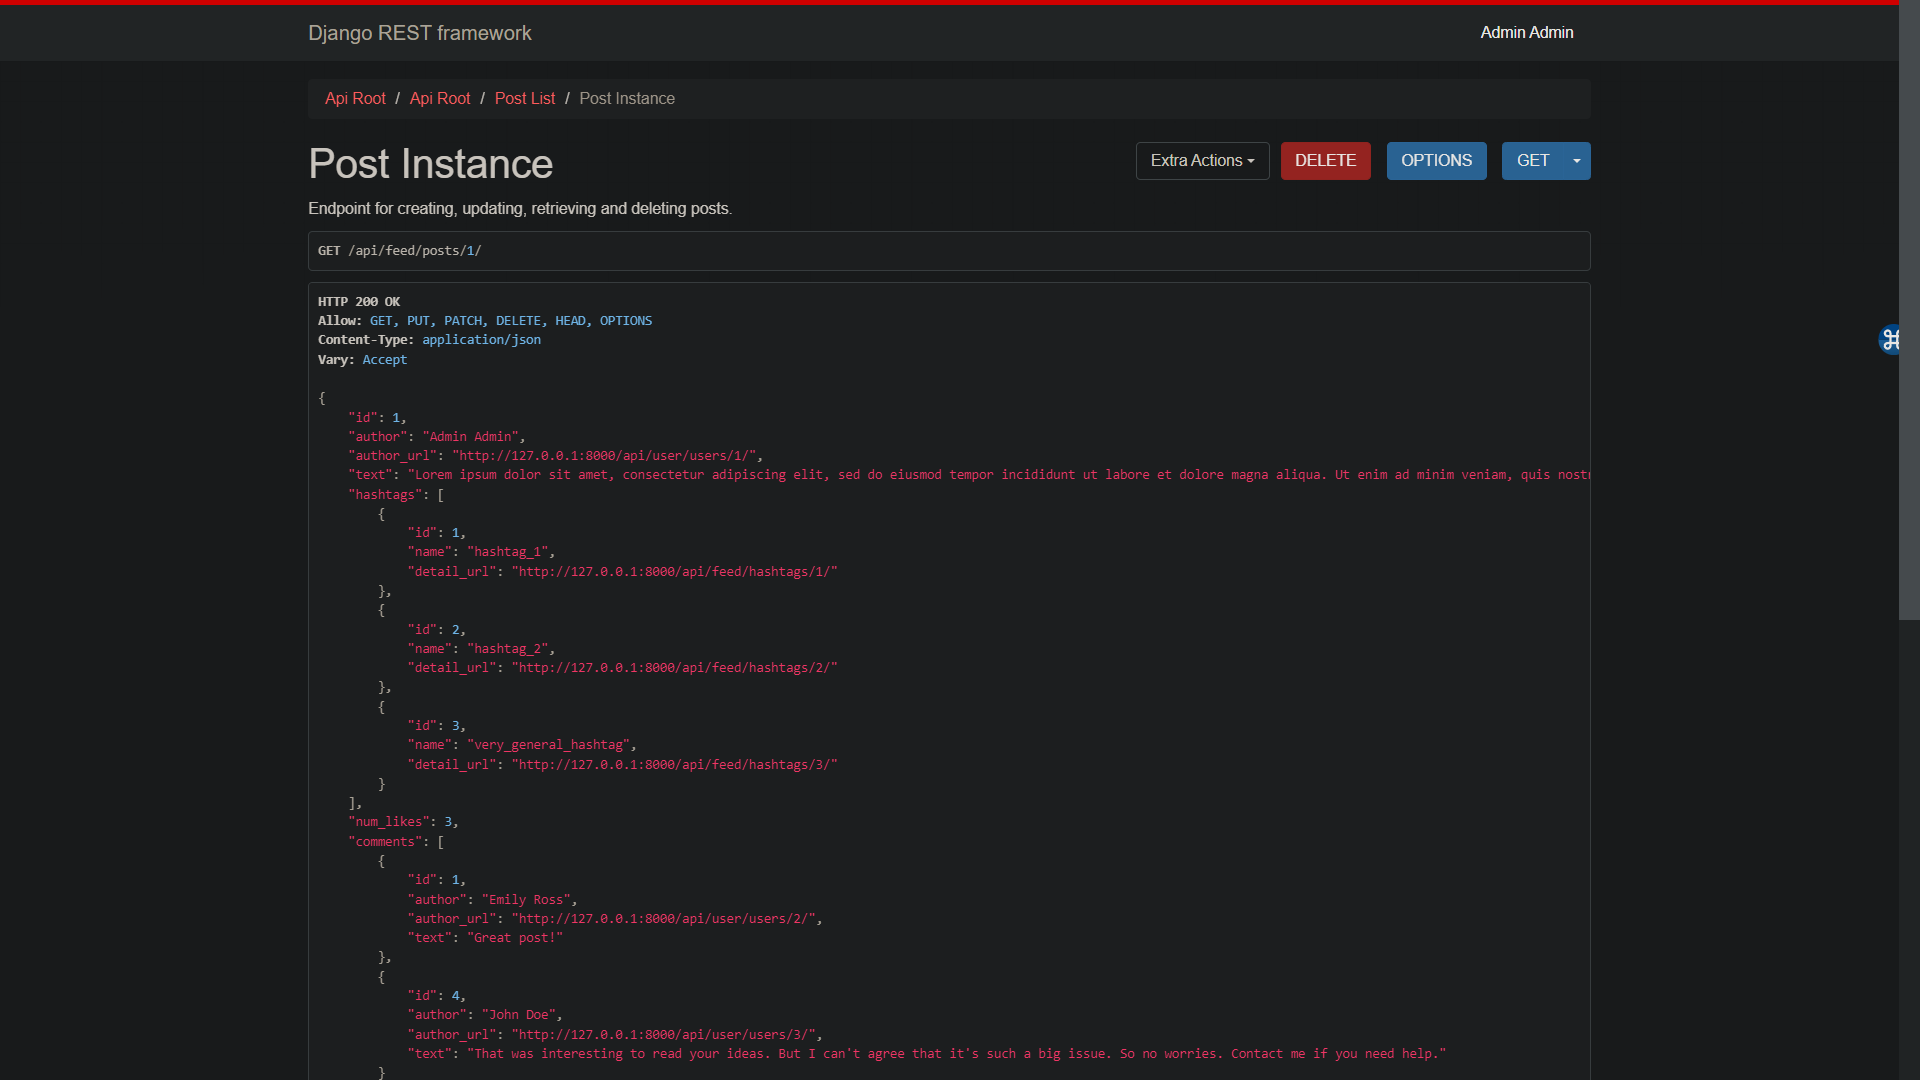 Django REST framework
Admin Admin
Api Root / Api Root / Post List / Post Instance
Post Instance
Extra Actions
DELETE
OPTIONS
GET
Endpoint for creating, updating, retrieving and deleting posts.
GET /api/feed/posts/1/
HTTP 200 OK
Allow: GET, PUT, PATCH, DELETE, HEAD, OPTIONS
Content-Type: application/json
Vary: Accept
{
"id": 1,
"author": "Admin Admin",
"author_url": "http://127.0.0.1:8000/api/user/users/1/",
"text": "Lorem ipsum dolor sit amet, consectetur adipiscing elit, sed do eiusmod tempor incididunt ut labore et dolore magna aliqua. Ut enim ad minim veniam, quis
"hashtags": [
{
"id": 1,
"name": "hashtag_1",
"detail_url": "http://127.0.0.1:8000/api/feed/hashtags/1/"
},
{
"id": 2,
"name": "hashtag_2",
"detail_url": "http://127.0.0.1:8000/api/feed/hashtags/2/"
},
{
"id": 3,
"name": "very_general_hashtag",
"detail_url": "http://127.0.0.1:8000/api/feed/hashtags/3/"
}
],
"num_likes": 3,
"comments": [
{
"id": 1,
"author": "Emily Ross",
"author_url": "http://127.0.0.1:8000/api/user/users/2/",
"text": "Great post!"
},
{
"id": 4,
"author": "John Doe",
"author_url": "http://127.0.0.1:8000/api/user/users/3/",
"text": "That was interesting to read your ideas. But I can't agree that it's such a big issue. So no worries. Contact me if you need help."
}